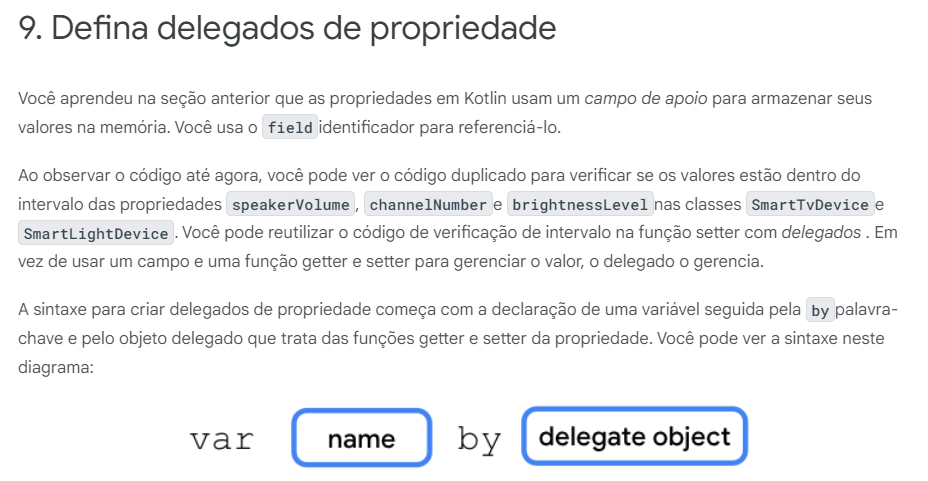 9. Defina delegados de propriedade
Você aprendeu na seção anterior que as propriedades em Kotlin usam um campo de apoio para armazenar seus
valores na memória. Você usa o field identificador para referenciá-lo.
Ao observar o código até agora, você pode ver o código duplicado para verificar se os valores estão dentro do
intervalo das propriedades speakerVolume, channelNumber e brightnessLevel nas classes SmartTvDevice e
SmartLightDevice. Você pode reutilizar o código de verificação de intervalo na função setter com delegados . Em
vez de usar um campo e uma função getter e setter para gerenciar o valor, o delegado o gerencia.
A sintaxe para criar delegados de propriedade começa com a declaração de uma variável seguida pela by palavra-
chave e pelo objeto delegado que trata das funções getter e setter da propriedade. Você pode ver a sintaxe neste
diagrama:
var name by delegate object